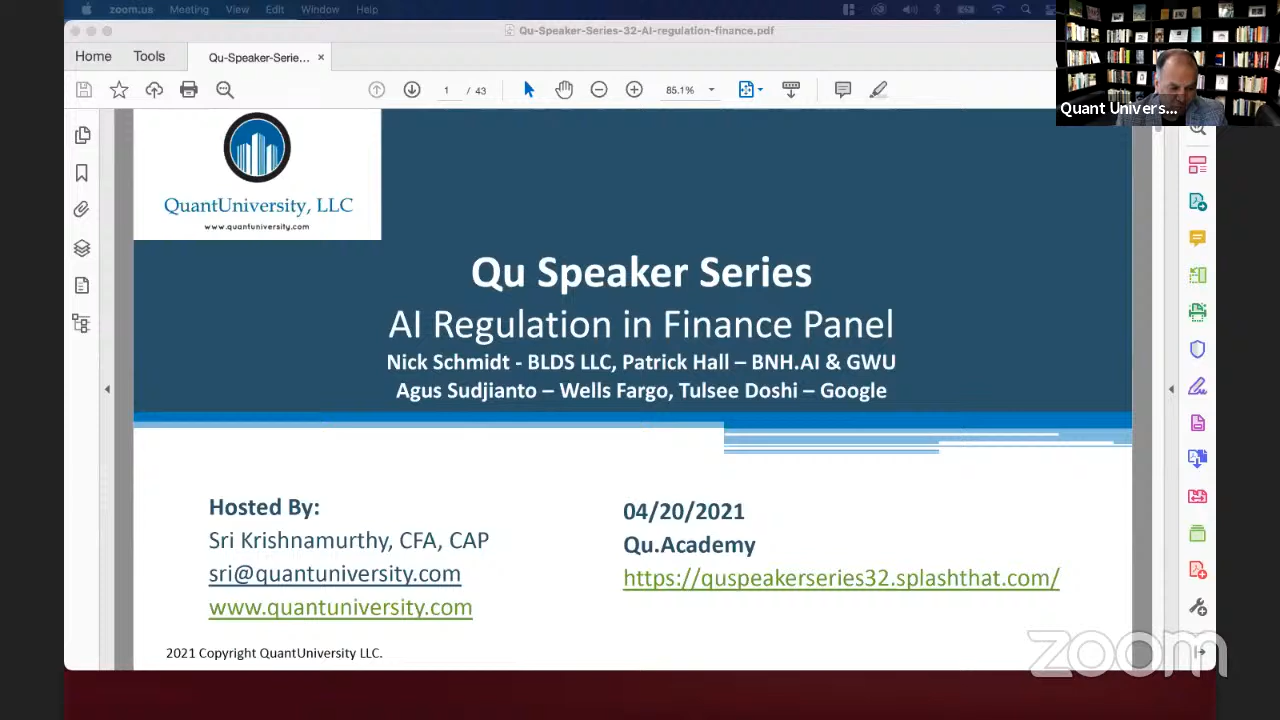 zoom.us Meeting View Edit Window Help
Qu-Speaker-Series-32-AI-regulation-finance.pdf
Home Tools Qu-Speaker-Serie... ×
1 / 43 85.1%
Quant Univers...
QuantUniversity, LLC
www.quantuniversity.com
Qu Speaker Series
AI Regulation in Finance Panel
Nick Schmidt - BLDS LLC, Patrick Hall – BNH.AI & GWU
Agus Sudjianto – Wells Fargo, Tulsee Doshi – Google
Hosted By:
Sri Krishnamurthy, CFA, CAP
sri@quantuniversity.com
www.quantuniversity.com
04/20/2021
Qu.Academy
https://quspeakerseries32.splashthat.com/
2021 Copyright QuantUniversity LLC.
zoom